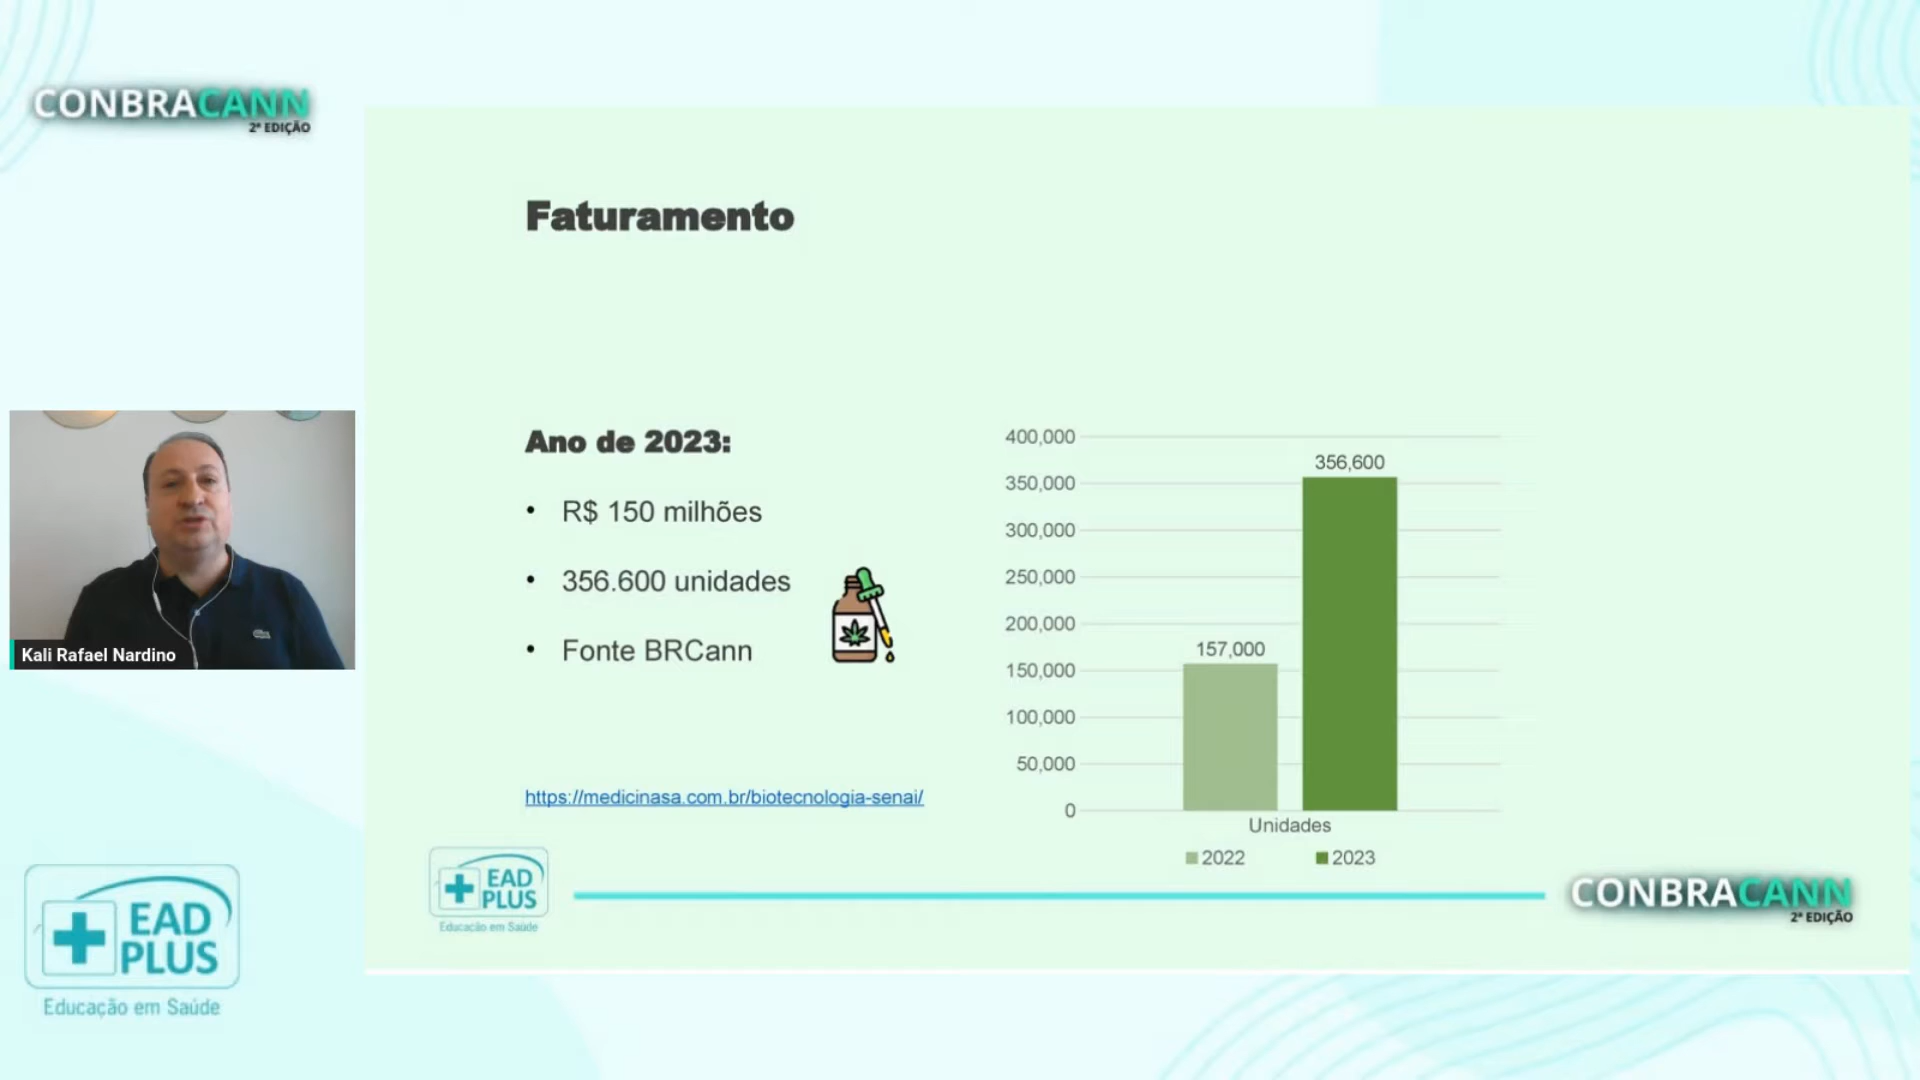 CONBRACANN
2ª EDIÇÃO
Faturamento
Ano de 2023:
• R$ 150 milhões
• 356.600 unidades
• Fonte BRCann
https://medicinasa.com.br/biotecnologia-senai/
400,000
350,000
300,000
250,000
200,000
150,000
100,000
50,000
0
157,000
356,600
Unidades
2022
2023
Kali Rafael Nardino
EAD
PLUS
Educação em Saúde
CONBRACANN
2ª EDIÇÃO
EAD
PLUS
Educação em Saúde